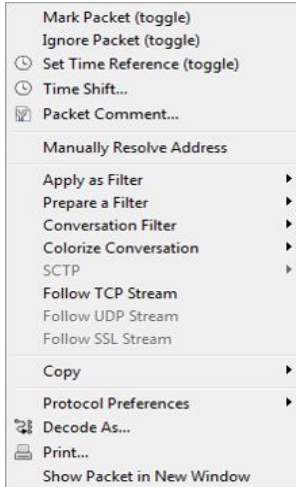 Mark Packet (toggle)
Ignore Packet (toggle)
Set Time Reference (toggle)
Time Shift...
Packet Comment...
Manually Resolve Address
Apply as Filter
Prepare a Filter
Conversation Filter
Colorize Conversation
SCTP
Follow TCP Stream
Follow UDP Stream
Follow SSL Stream
Copy
Protocol Preferences
Decode As...
Print...
Show Packet in New Window